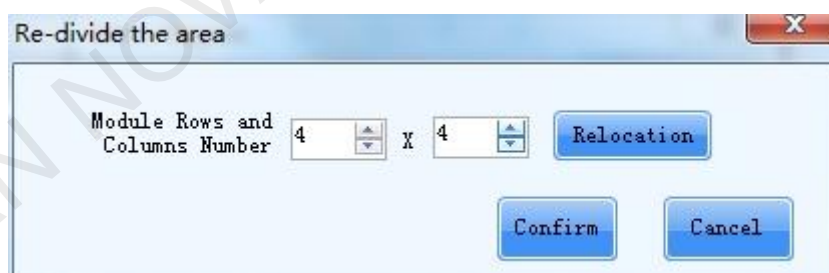 Re-divide the area
Module Rows and
Columns Number
4 X 4
Relocation
Confirm Cancel